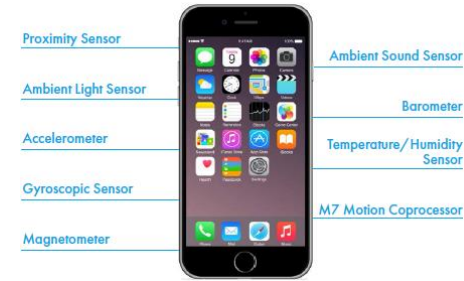 Proximity Sensor
Ambient Light Sensor
Accelerometer
Gyroscopic Sensor
Magnetometer
Ambient Sound Sensor
Barometer
Temperature/Humidity
Sensor
M7 Motion Coprocessor
9